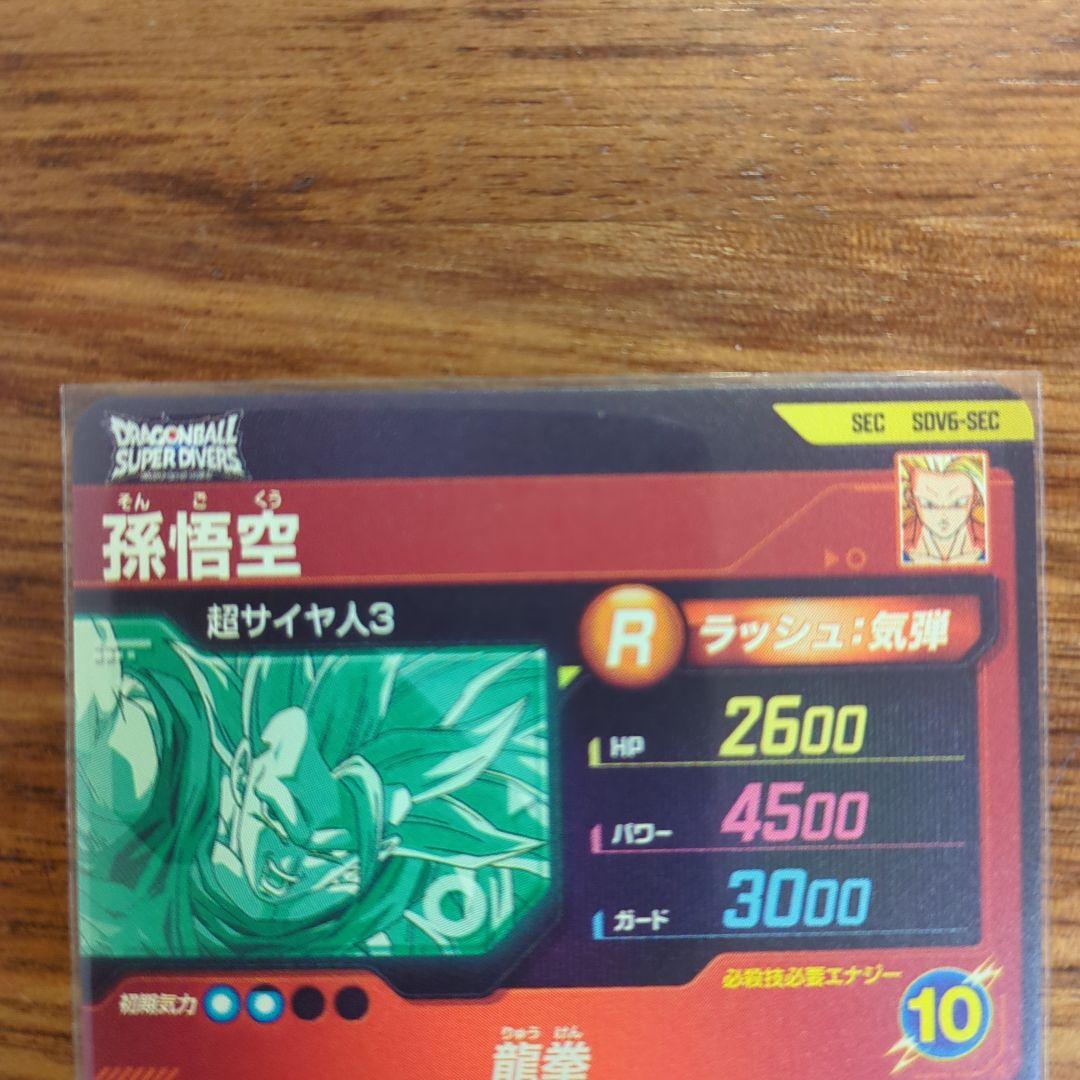 SEC SDV6-SEC
DRAGONBALL
SUPER DIVERS
そん ご くう
孫悟空
超サイヤ人3
R ラッシュ:気弾
HP 2600
パワー 4500
ガード 3000
必殺技必要エナジー
10
初期気力
りゅう けん
龍拳